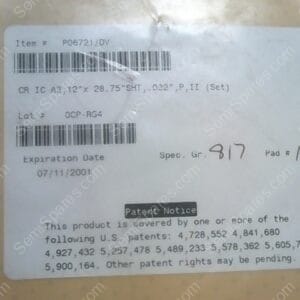 Item # P06721/DV
CR IC A3,12"x 28.75"SHT,.032",P,II (Set)
Lot # 0CP-RG4
Expiration Date
07/11/2001
Spec. Gr. 817 Pad #
Patent Notice
This product is covered by one or more of the
following U.S. patents: 4,728,552 4,841,680
4,927,432 5,257,478 5,489,233 5,578,362 5,605,7
5,900,164. Other patent rights may be pending.